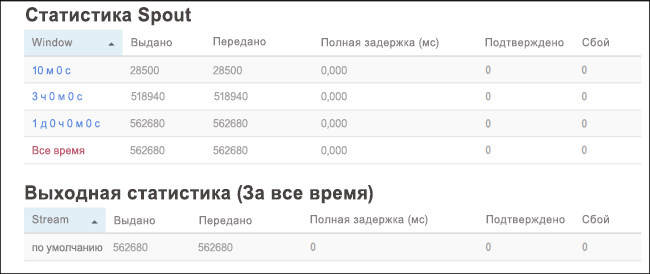 Статистика Spout
Window Выдано Передано Полная задержка (мс) Подтверждено Сбой
10 м 0 с 28500 28500 0,000 0 0
3 ч 0 м 0 с 518940 518940 0,000 0 0
1 д 0 ч 0 м 0 с 562680 562680 0,000 0 0
Все время 562680 562680 0,000 0 0
Выходная статистика (За все время)
Stream Выдано Передано Полная задержка (мс) Подтверждено Сбой
по умолчанию 562680 562680 0 0 0